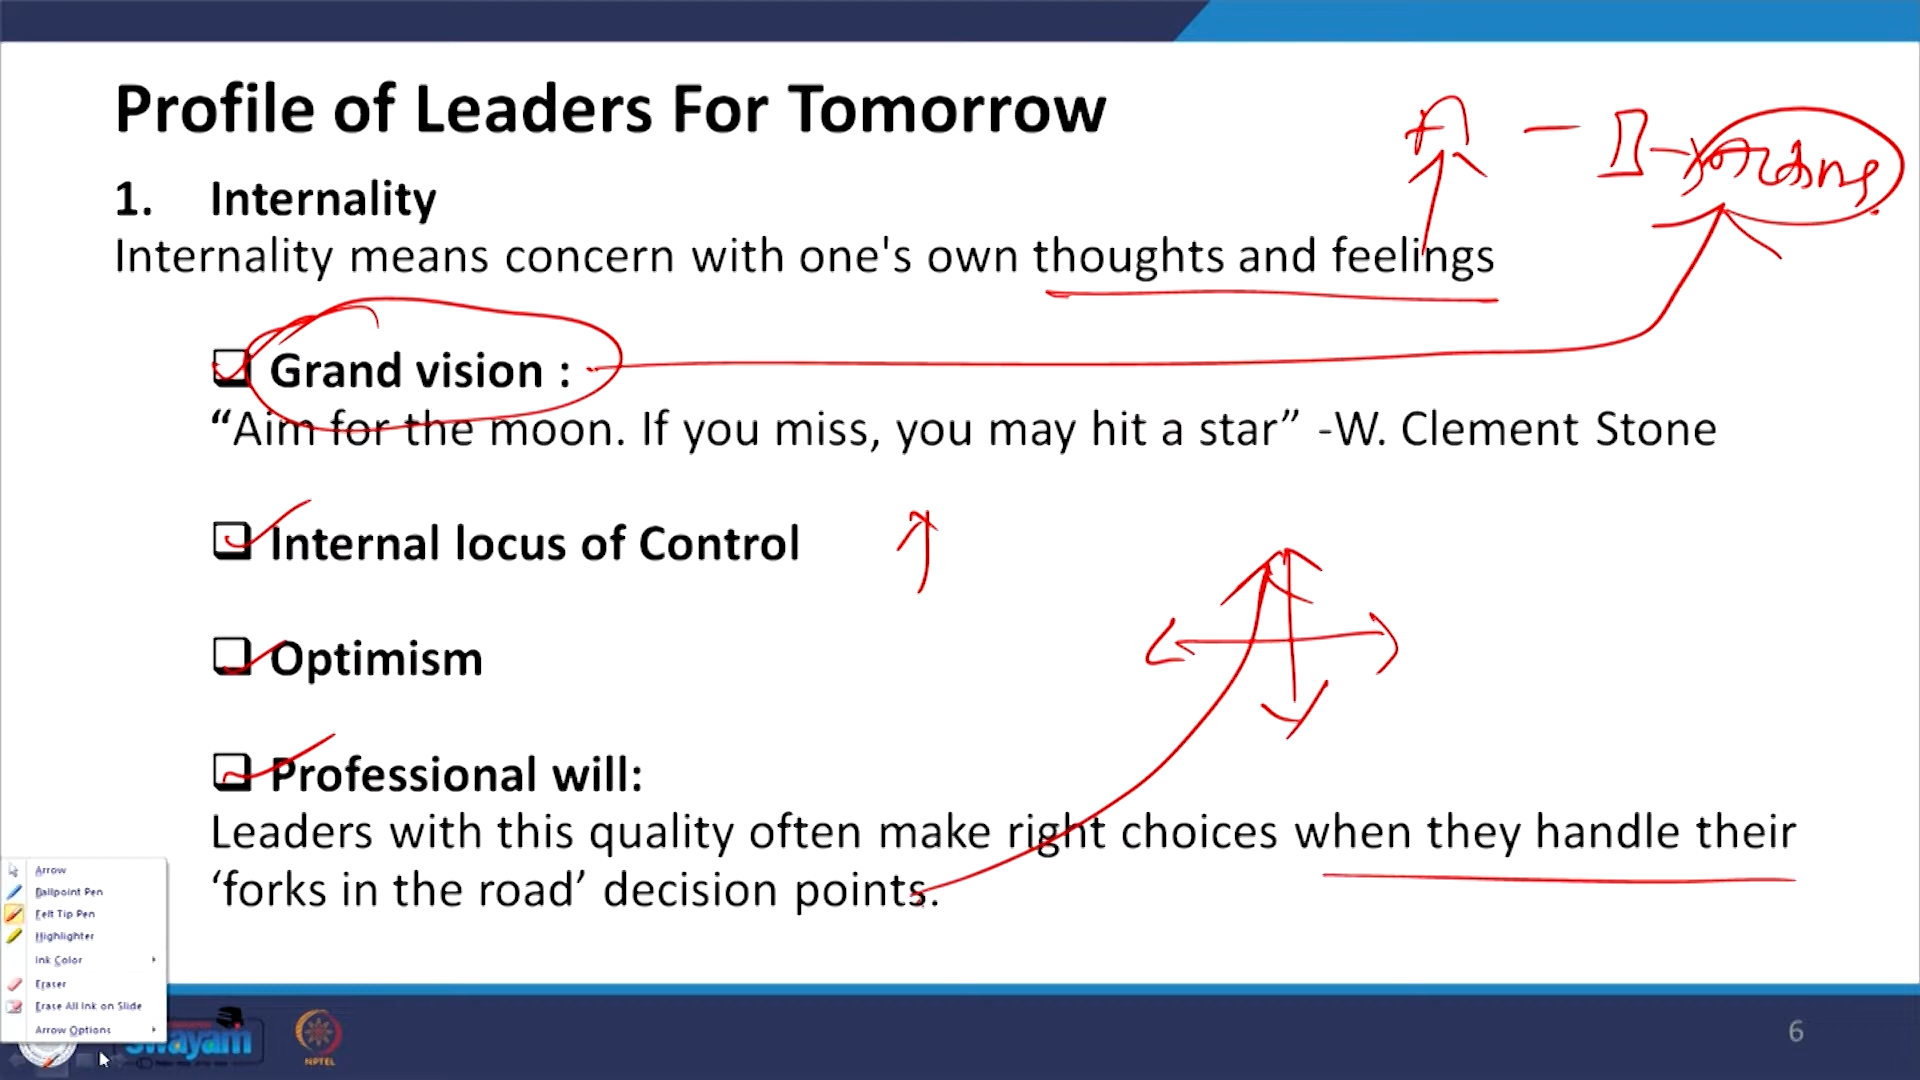 Profile of Leaders For Tomorrow
1. Internality
Internality means concern with one's own thoughts and feelings
Grand vision :
“Aim for the moon. If you miss, you may hit a star” -W. Clement Stone
Internal locus of Control
Optimism
Professional will:
Leaders with this quality often make right choices when they handle their
‘forks in the road’ decision points.
Arrow
Ballpoint Pen
Felt Tip Pen
Highlighter
Ink Color
Eraser
Erase All Ink on Slide
Arrow Options
swayam
NPTEL
6